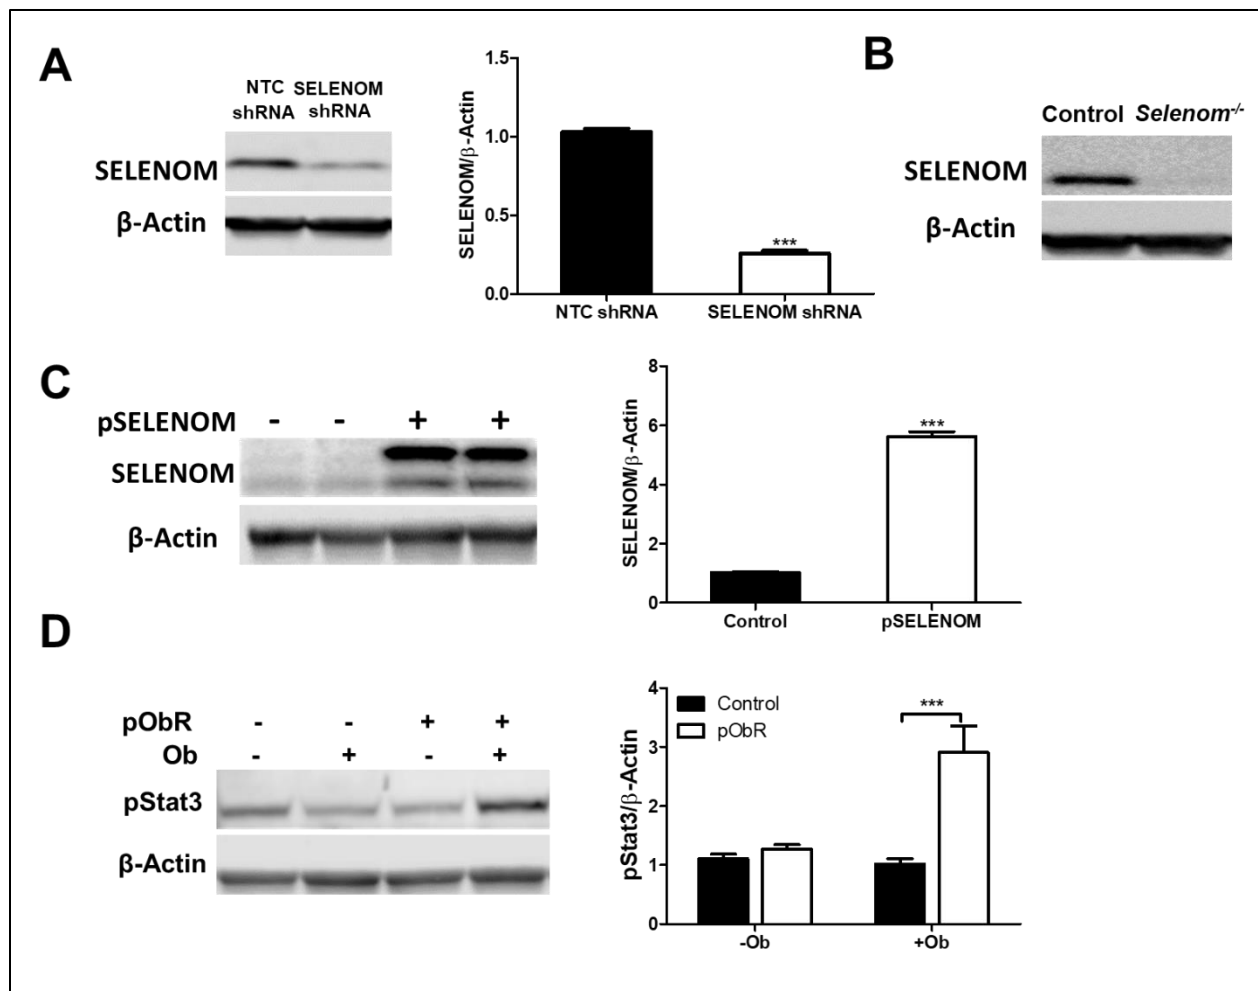 A
NTC SELENOM
shRNA shRNA
SELENOM
β-Actin
SELENOM/β-Actin
1.5
1.0
0.5
0.0
***
NTC shRNA SELENOM shRNA
B
Control Selenom-/-
SELENOM
β-Actin
C
pSELENOM - - + +
SELENOM
β-Actin
SELENOM/β-Actin
8
6
4
2
0
***
Control pSELENOM
D
pObR - - + +
Ob - + - +
pStat3
β-Actin
pStat3/β-Actin
4
3
2
1
0
Control
pObR
***
-Ob +Ob